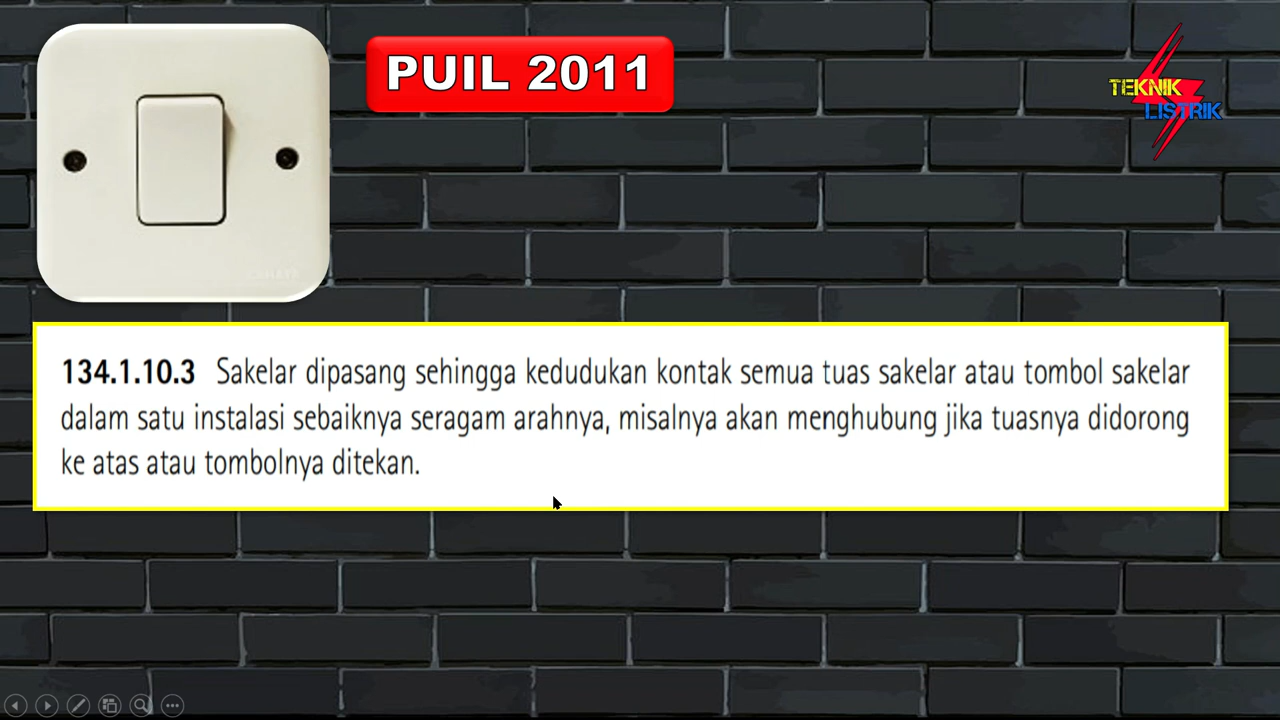 PUIL 2011
TEKNIK
LISTRIK
134.1.10.3 Sakelar dipasang sehingga kedudukan kontak semua tuas sakelar atau tombol sakelar
dalam satu instalasi sebaiknya seragam arahnya, misalnya akan menghubung jika tuasnya didorong
ke atas atau tombolnya ditekan.